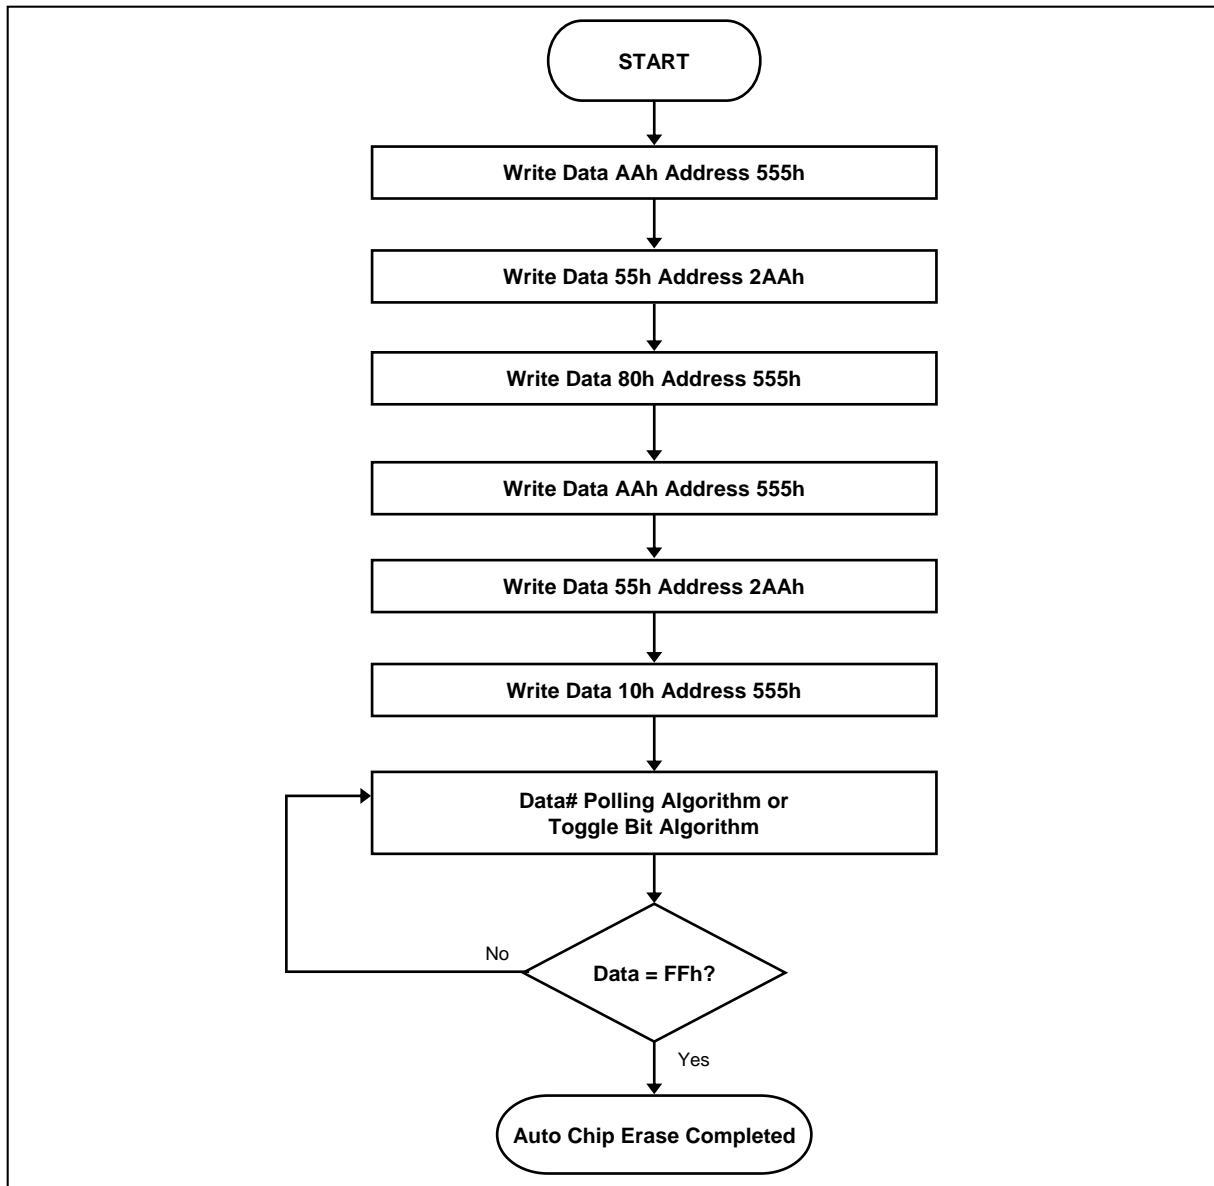 START
Write Data AAh Address 555h
Write Data 55h Address 2AAh
Write Data 80h Address 555h
Write Data AAh Address 555h
Write Data 55h Address 2AAh
Write Data 10h Address 555h
Data# Polling Algorithm or
Toggle Bit Algorithm
No
Data = FFh?
Yes
Auto Chip Erase Completed